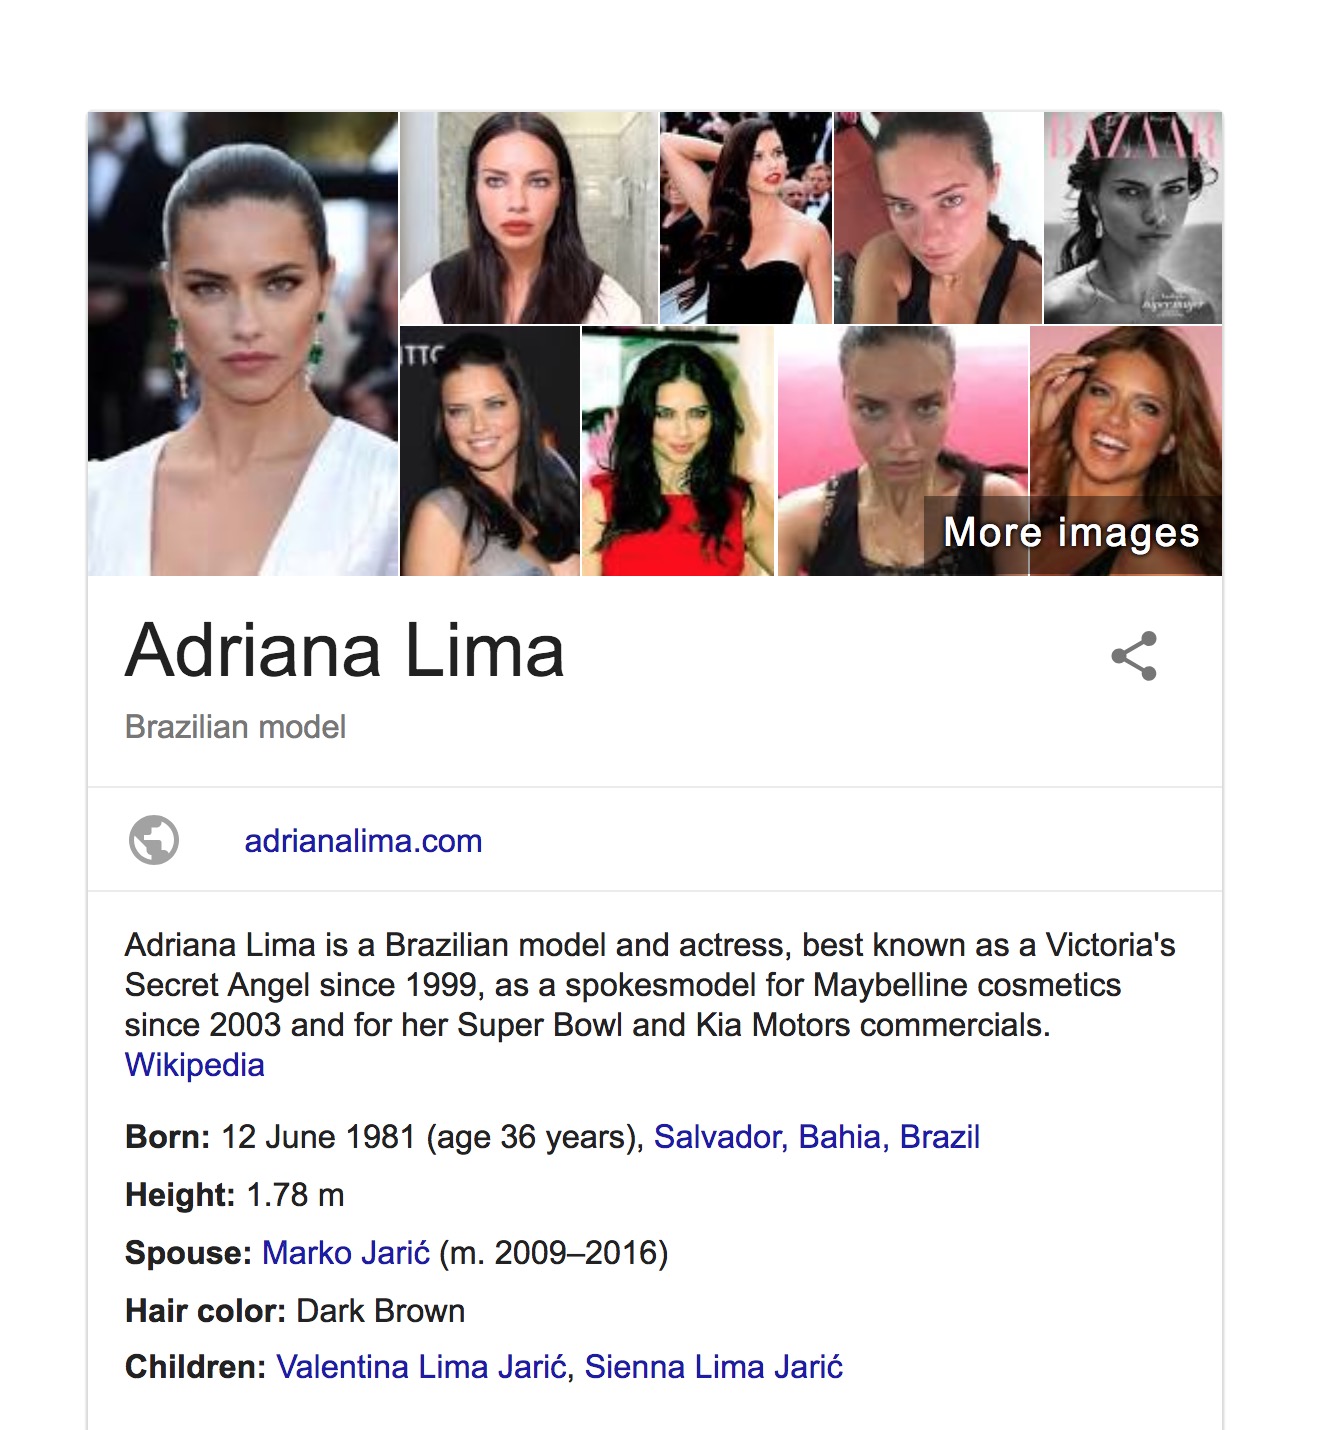 BAZAAR
TTC
More images
Adriana Lima
Brazilian model
adrianalima.com
Adriana Lima is a Brazilian model and actress, best known as a Victoria's
Secret Angel since 1999, as a spokesmodel for Maybelline cosmetics
since 2003 and for her Super Bowl and Kia Motors commercials.
Wikipedia
Born: 12 June 1981 (age 36 years), Salvador, Bahia, Brazil
Height: 1.78 m
Spouse: Marko Jarić (m. 2009–2016)
Hair color: Dark Brown
Children: Valentina Lima Jarić, Sienna Lima Jarić